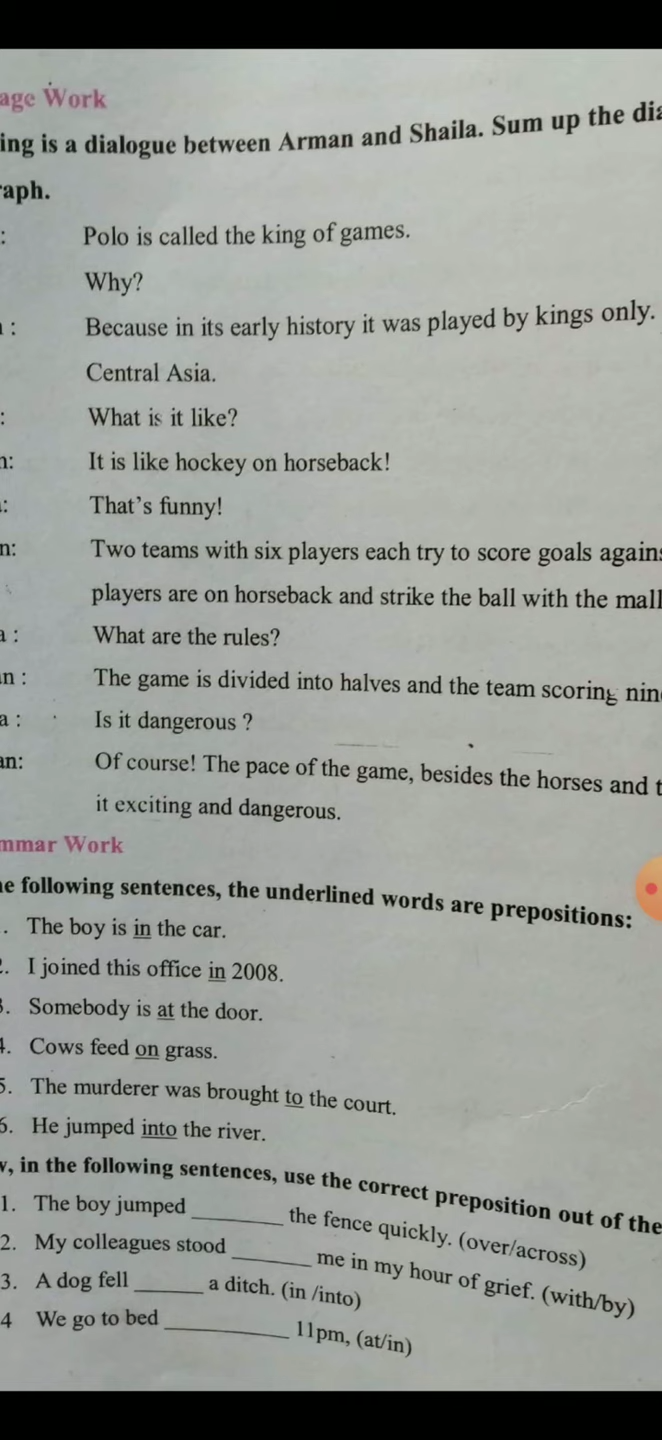 age Work
ing is a dialogue between Arman and Shaila. Sum up the dia
aph.
: Polo is called the king of games.
Why?
: Because in its early history it was played by kings only.
Central Asia.
: What is it like?
n: It is like hockey on horseback!
: That's funny!
n: Two teams with six players each try to score goals agains
players are on horseback and strike the ball with the mall
a : What are the rules?
an : The game is divided into halves and the team scoring nin
a : Is it dangerous ?
an: Of course! The pace of the game, besides the horses and t
it exciting and dangerous.
mmar Work
e following sentences, the underlined words are prepositions:
. The boy is in the car.
2. I joined this office in 2008.
3. Somebody is at the door.
4. Cows feed on grass.
5. The murderer was brought to the court.
6. He jumped into the river.
w, in the following sentences, use the correct preposition out of the
1. The boy jumped ________ the fence quickly. (over/across)
2. My colleagues stood ________ me in my hour of grief. (with/by)
3. A dog fell ______ a ditch. (in /into)
4 We go to bed ____________ 11pm, (at/in)